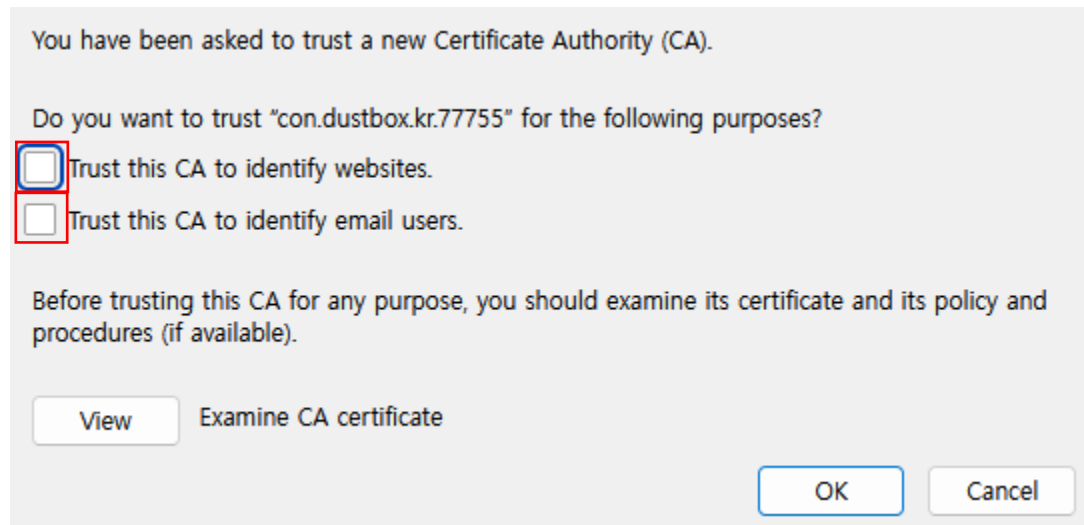 You have been asked to trust a new Certificate Authority (CA).
Do you want to trust “con.dustbox.kr.77755” for the following purposes?
Trust this CA to identify websites.
Trust this CA to identify email users.
Before trusting this CA for any purpose, you should examine its certificate and its policy and
procedures (if available).
View Examine CA certificate
OK Cancel